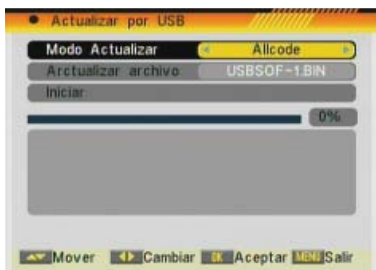 Actualizar por USB
Modo Actualizar Allcode
Arctualizar archivo USBSOF~1.BIN
Iniciar
0%
Mover Cambiar OK Aceptar MENU Salir